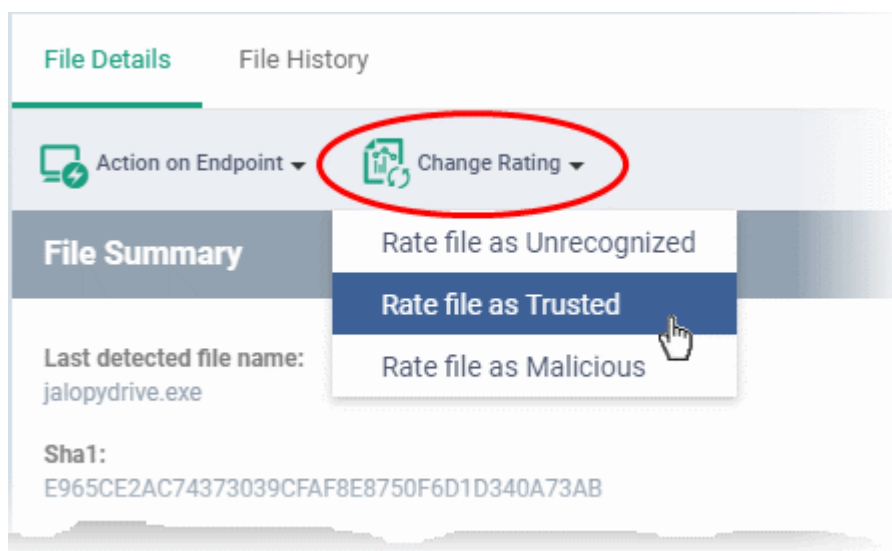 File Details File History
Action on Endpoint Change Rating
File Summary
Rate file as Unrecognized
Rate file as Trusted
Rate file as Malicious
Last detected file name:
jalopydrive.exe
Sha1:
E965CE2AC74373039CFAF8E8750F6D1D340A73AB